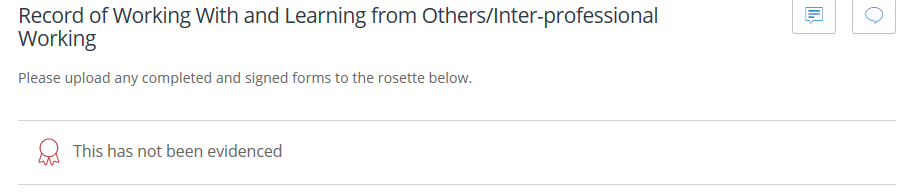 Record of Working With and Learning from Others/Inter-professional
Working
Please upload any completed and signed forms to the rosette below.
This has not been evidenced